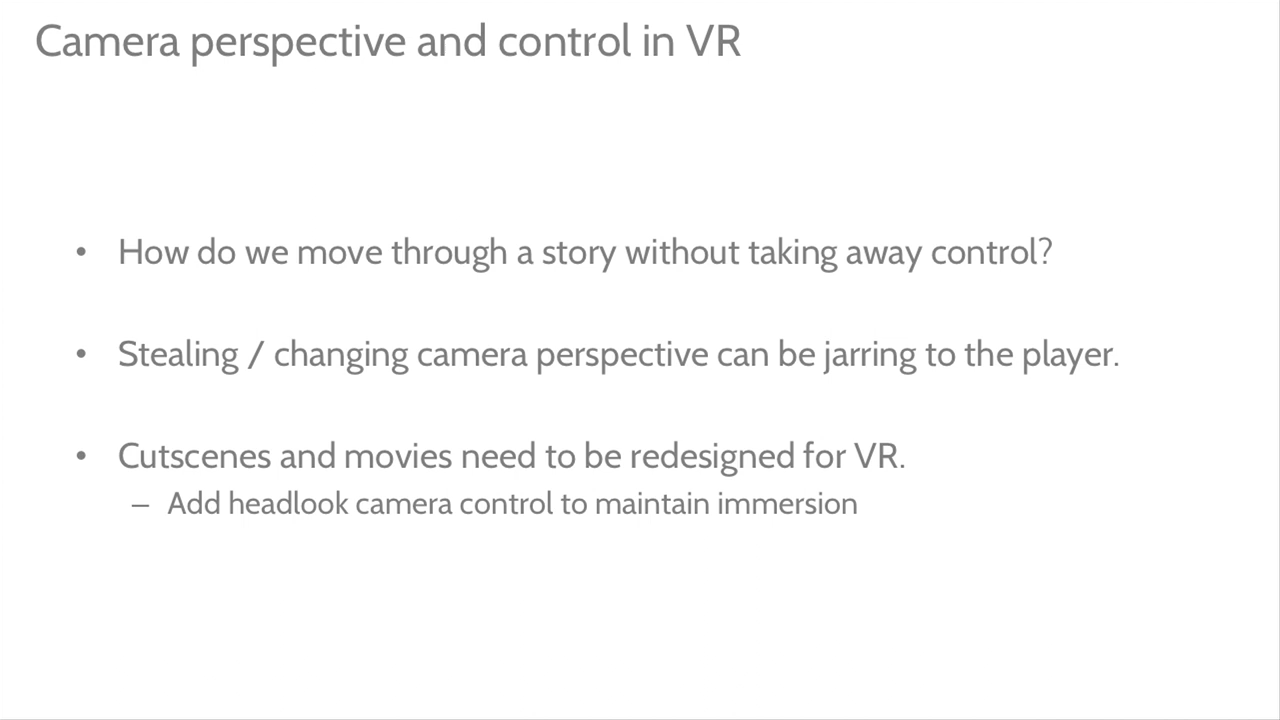 Camera perspective and control in VR
• How do we move through a story without taking away control?
• Stealing / changing camera perspective can be jarring to the player.
• Cutscenes and movies need to be redesigned for VR.
– Add headlook camera control to maintain immersion